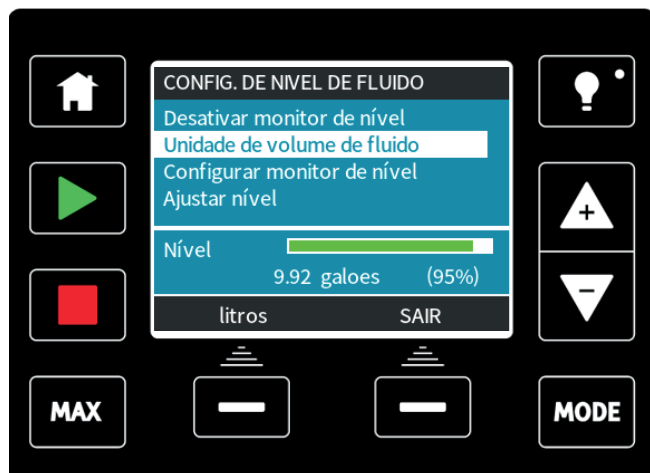 CONFIG. DE NIVEL DE FLUIDO
Desativar monitor de nível
Unidade de volume de fluido
Configurar monitor de nível
Ajustar nível
+
Nível
9.92 galoes (95%)
−
litros SAIR
MAX
MODE